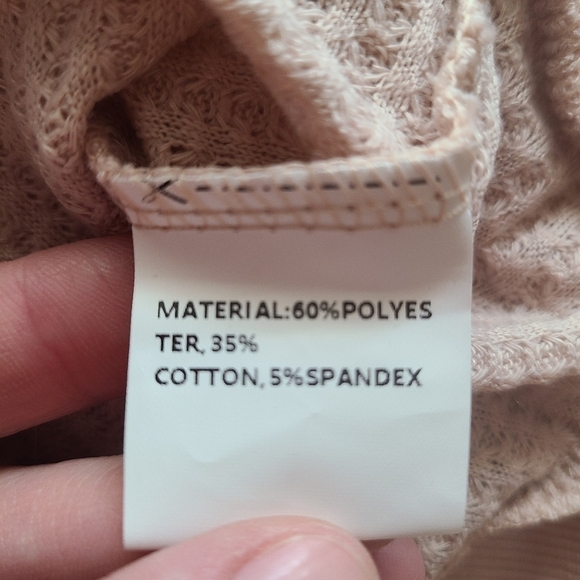 MATERIAL:60%POLYES
TER, 35%
COTTON, 5%SPANDEX